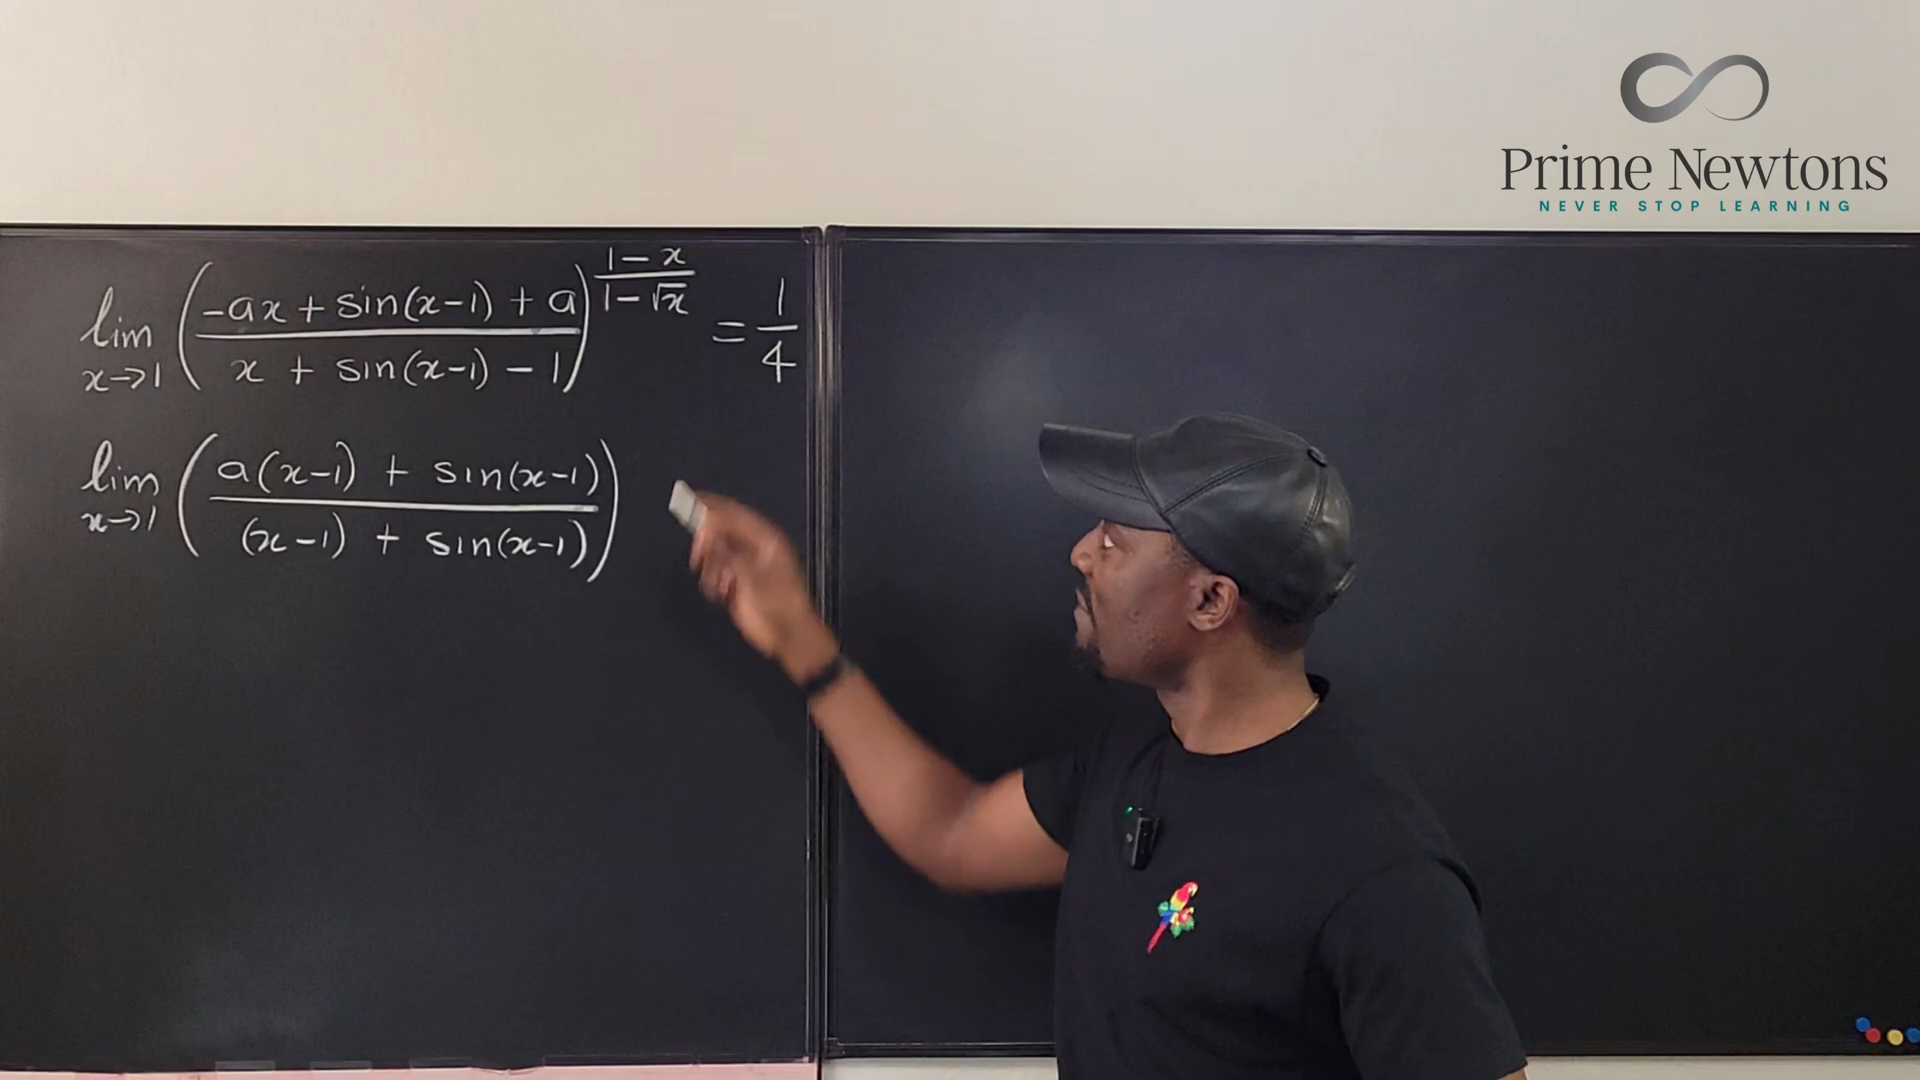 Prime Newtons
NEVER STOP LEARNING
lim x→1 ((-ax + sin(x-1) + a)/(x + sin(x-1) - 1))^((1-x)/(1-√x)) = 1/4
lim x→1 ((a(x-1) + sin(x-1))/((x-1) + sin(x-1)))